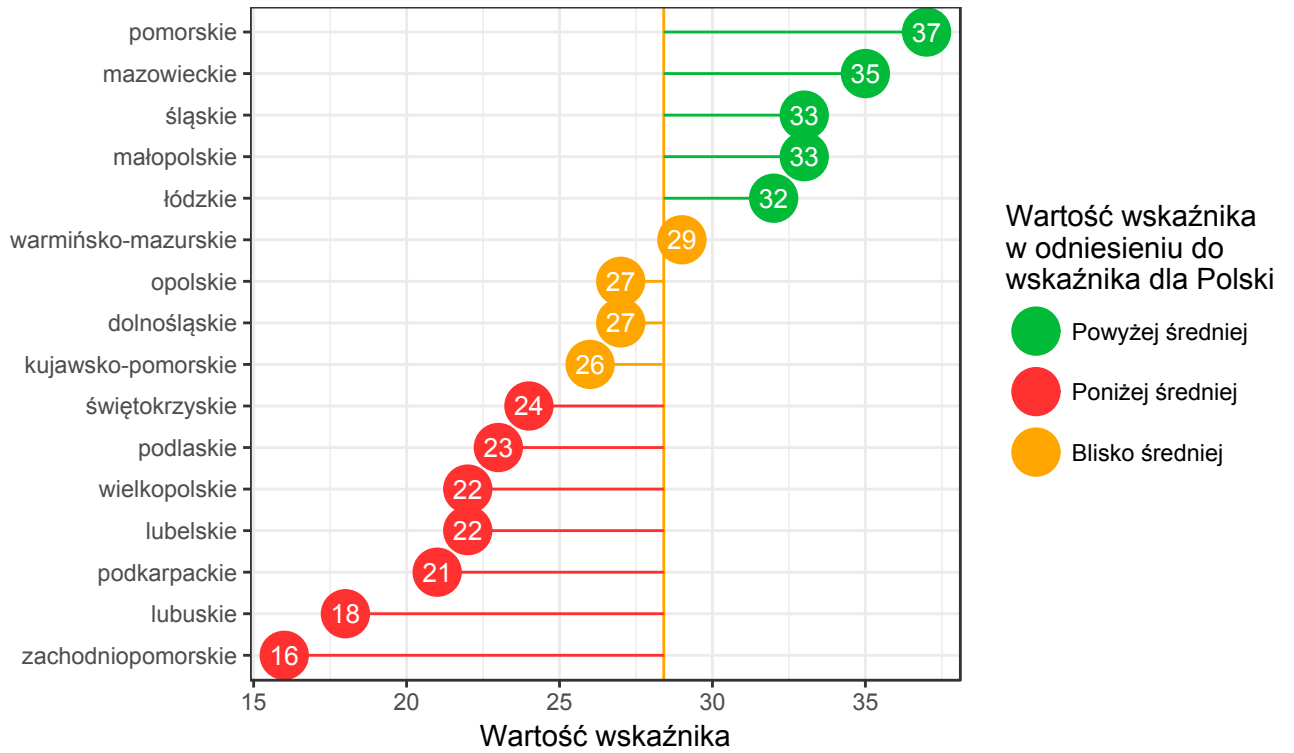 pomorskie 37
mazowieckie 35
śląskie 33
małopolskie 33
łódzkie 32
warmińsko-mazurskie 29
opolskie 27
dolnośląskie 27
kujawsko-pomorskie 26
świętokrzyskie 24
podlaskie 23
wielkopolskie 22
lubelskie 22
podkarpackie 21
lubuskie 18
zachodniopomorskie 16
15 20 25 30 35
Wartość wskaźnika
Wartość wskaźnika
w odniesieniu do
wskaźnika dla Polski
Powyżej średniej
Poniżej średniej
Blisko średniej